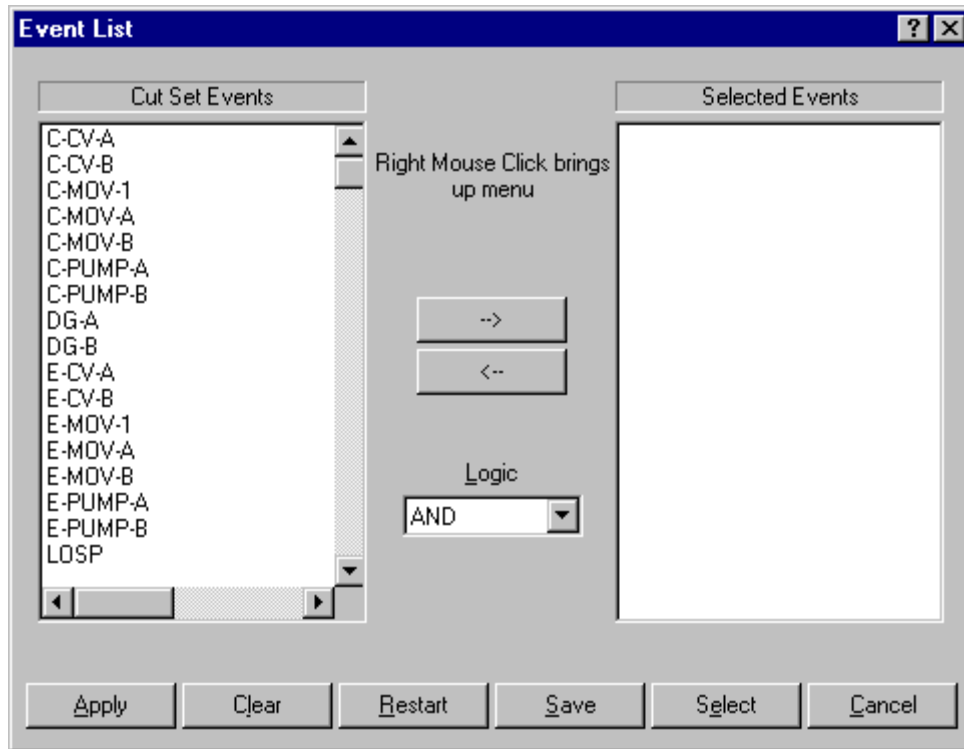 Event List
Cut Set Events
C-CV-A
C-CV-B
C-MOV-1
C-MOV-A
C-MOV-B
C-PUMP-A
C-PUMP-B
DG-A
DG-B
E-CV-A
E-CV-B
E-MOV-1
E-MOV-A
E-MOV-B
E-PUMP-A
E-PUMP-B
LOSP
Right Mouse Click brings
up menu
-->
<--
Logic
AND
Selected Events
Apply
Clear
Restart
Save
Select
Cancel